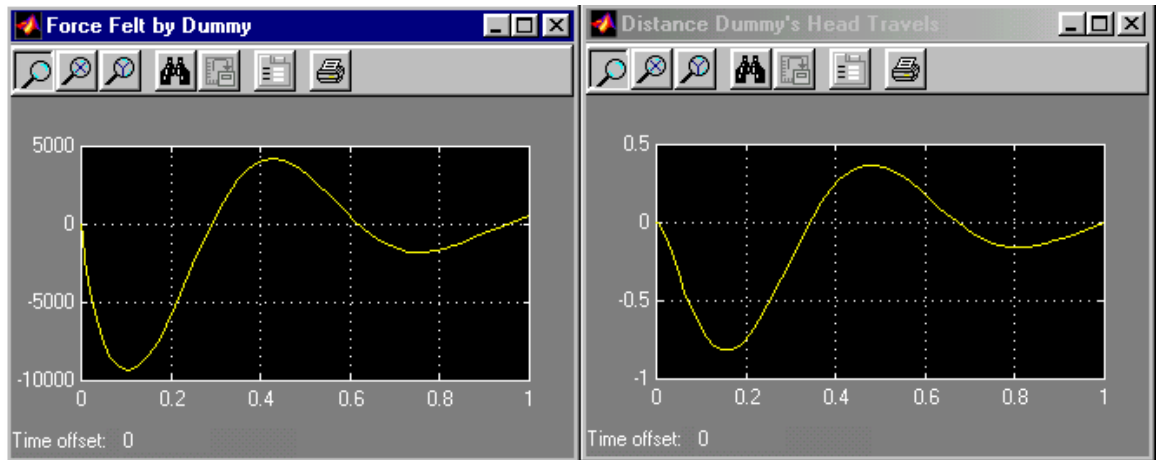 Force Felt by Dummy
5000
0
-5000
-10000
0 0.2 0.4 0.6 0.8 1
Time offset: 0
Distance Dummy's Head Travels
0.5
0
-0.5
-1
0 0.2 0.4 0.6 0.8 1
Time offset: 0